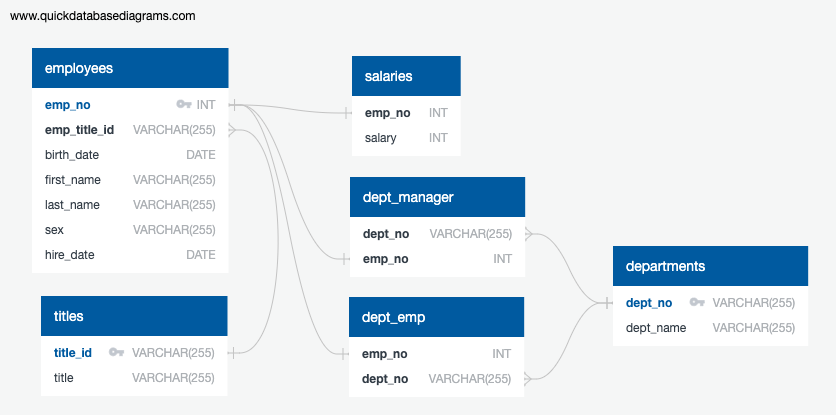 www.quickdatabasediagrams.com
employees
emp_no INT
emp_title_id VARCHAR(255)
birth_date DATE
first_name VARCHAR(255)
last_name VARCHAR(255)
sex VARCHAR(255)
hire_date DATE
titles
title_id VARCHAR(255)
title VARCHAR(255)
salaries
emp_no INT
salary INT
dept_manager
dept_no VARCHAR(255)
emp_no INT
dept_emp
emp_no INT
dept_no VARCHAR(255)
departments
dept_no VARCHAR(255)
dept_name VARCHAR(255)